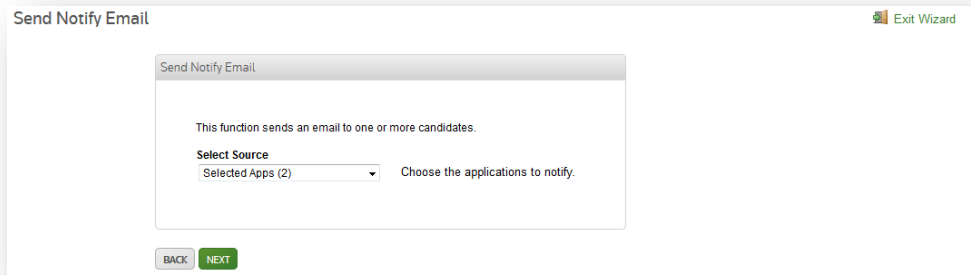 Send Notify Email
Exit Wizard
Send Notify Email
This function sends an email to one or more candidates.
Select Source
Selected Apps (2)
Choose the applications to notify.
BACK
NEXT